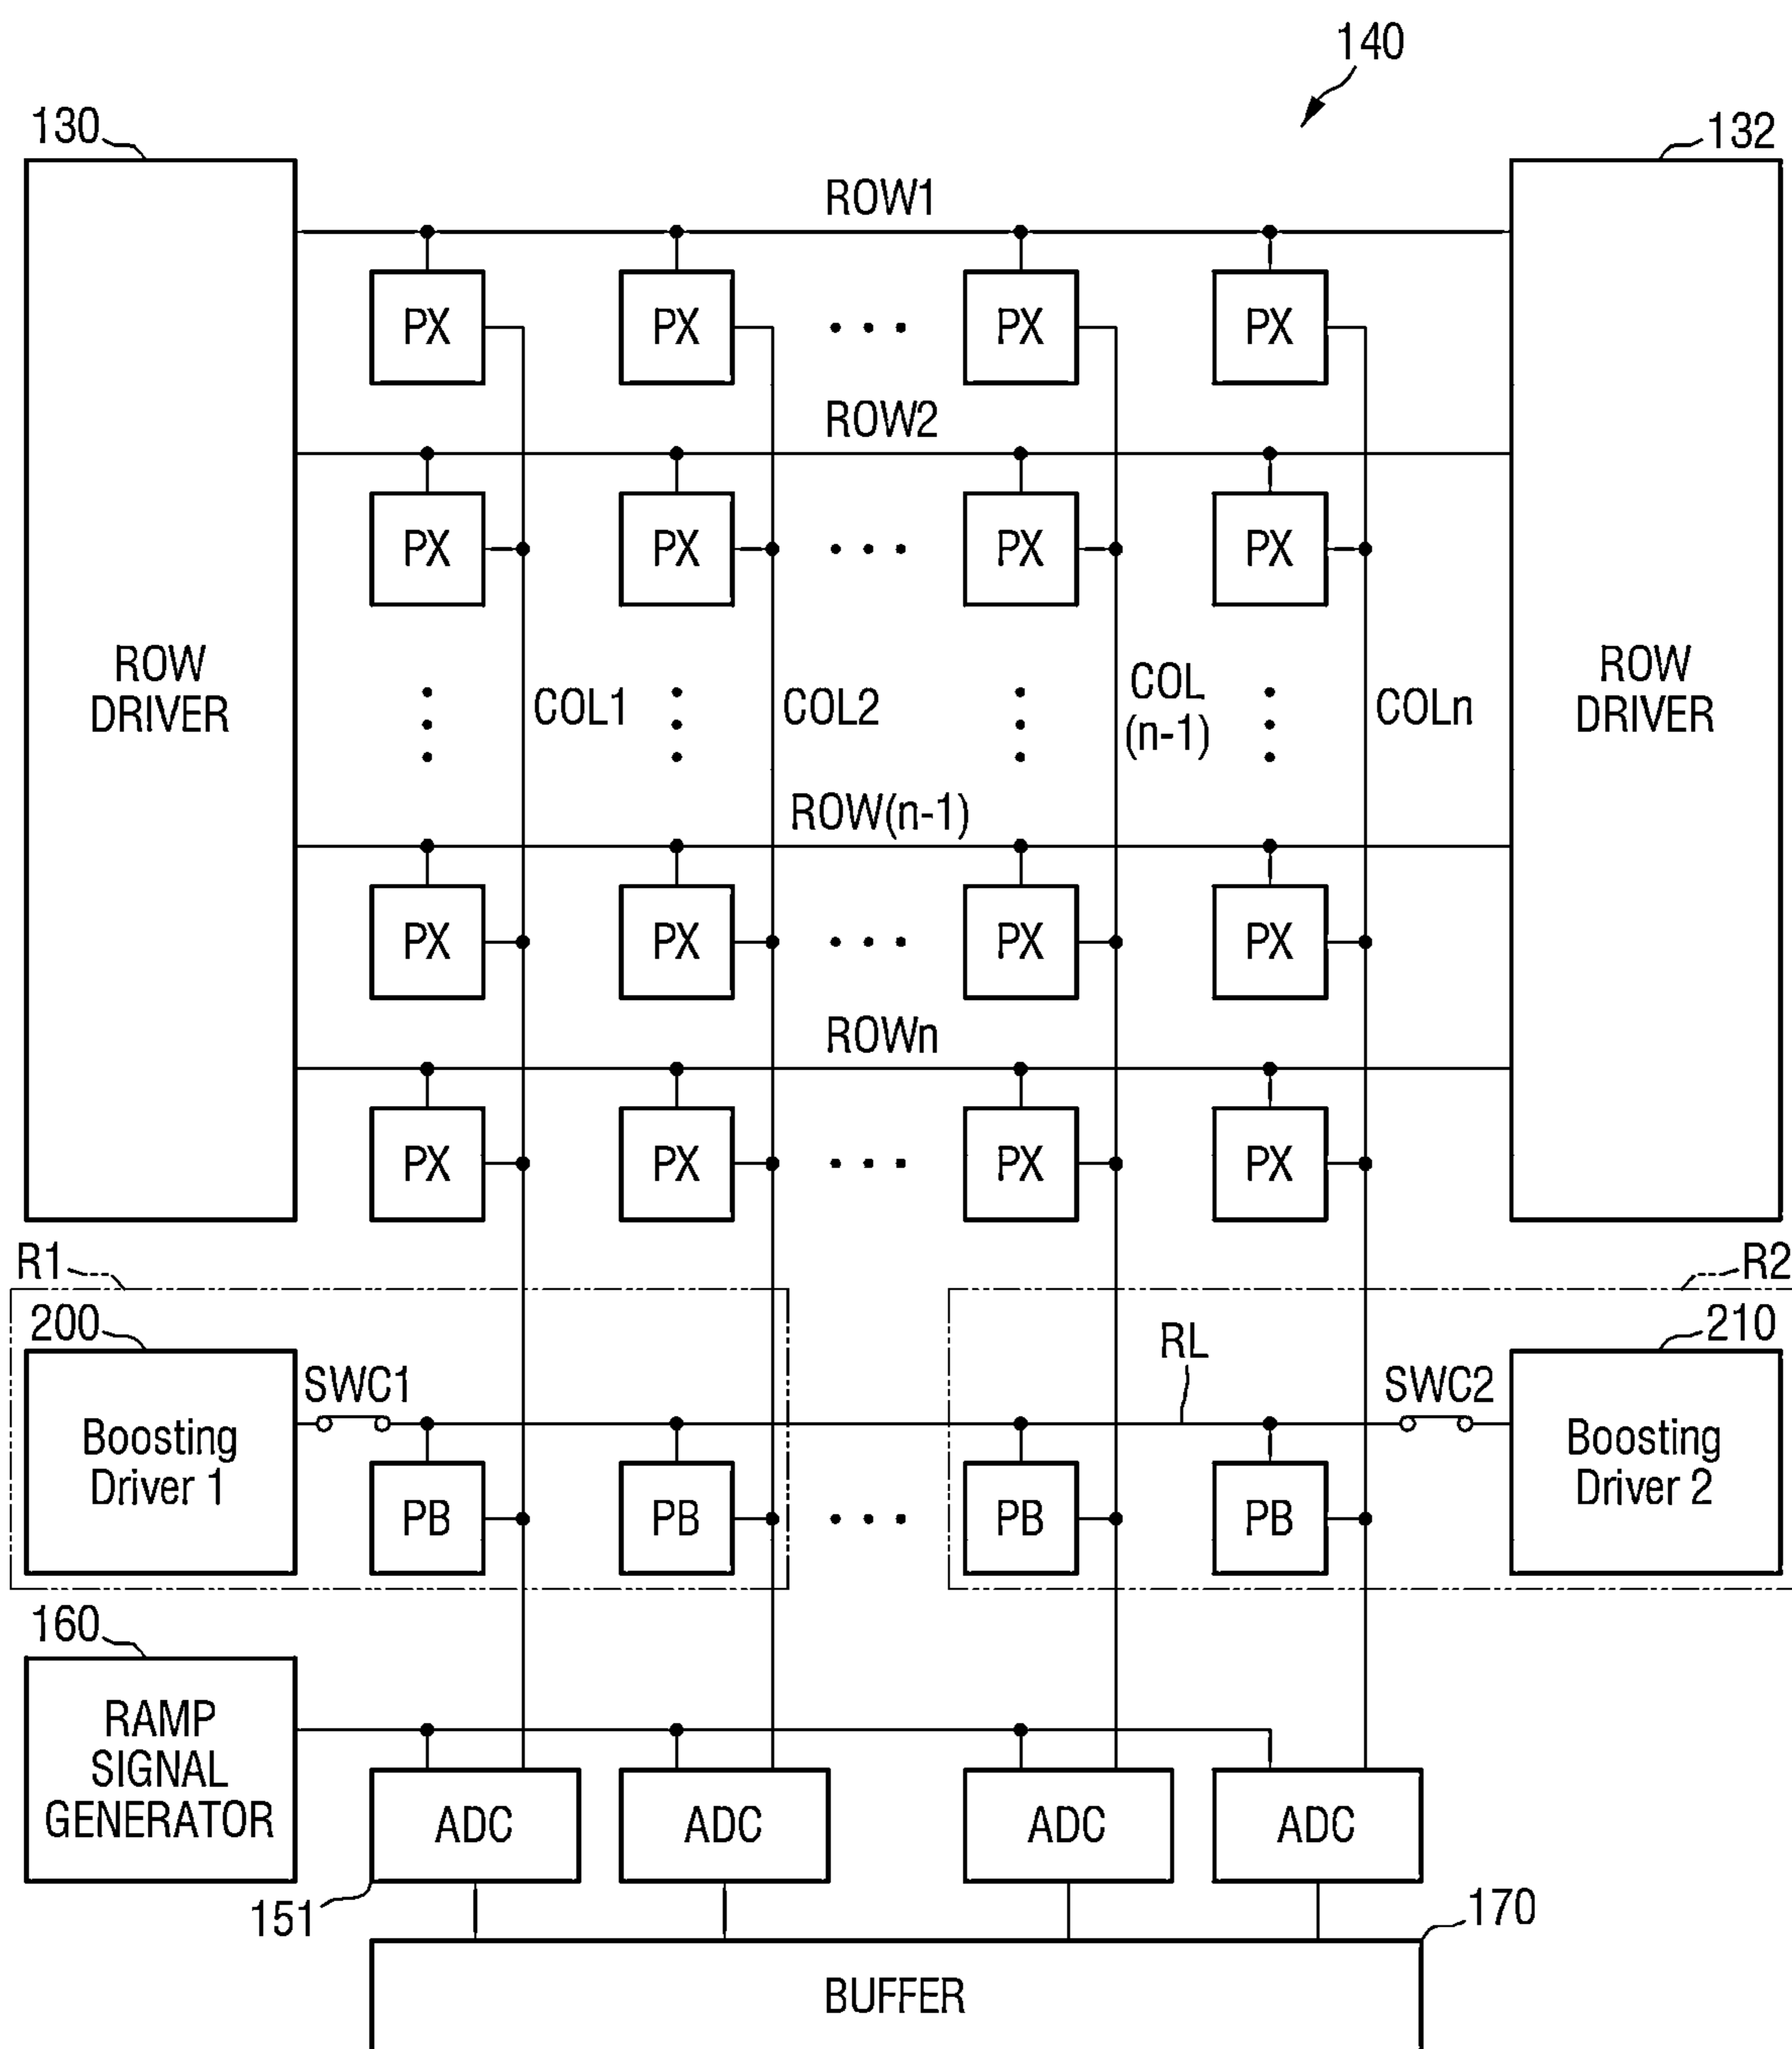 140
130
132
ROW1
PX PX PX PX
ROW2
PX PX PX PX
ROW
DRIVER
COL1
COL2
COL
(n-1)
COLn
ROW
DRIVER
ROW(n-1)
PX PX PX PX
ROWn
PX PX PX PX
R1
R2
200
210
SWC1
RL
SWC2
Boosting
Driver 1
PB PB PB PB
Boosting
Driver 2
160
RAMP
SIGNAL
GENERATOR
ADC ADC ADC ADC
151
170
BUFFER